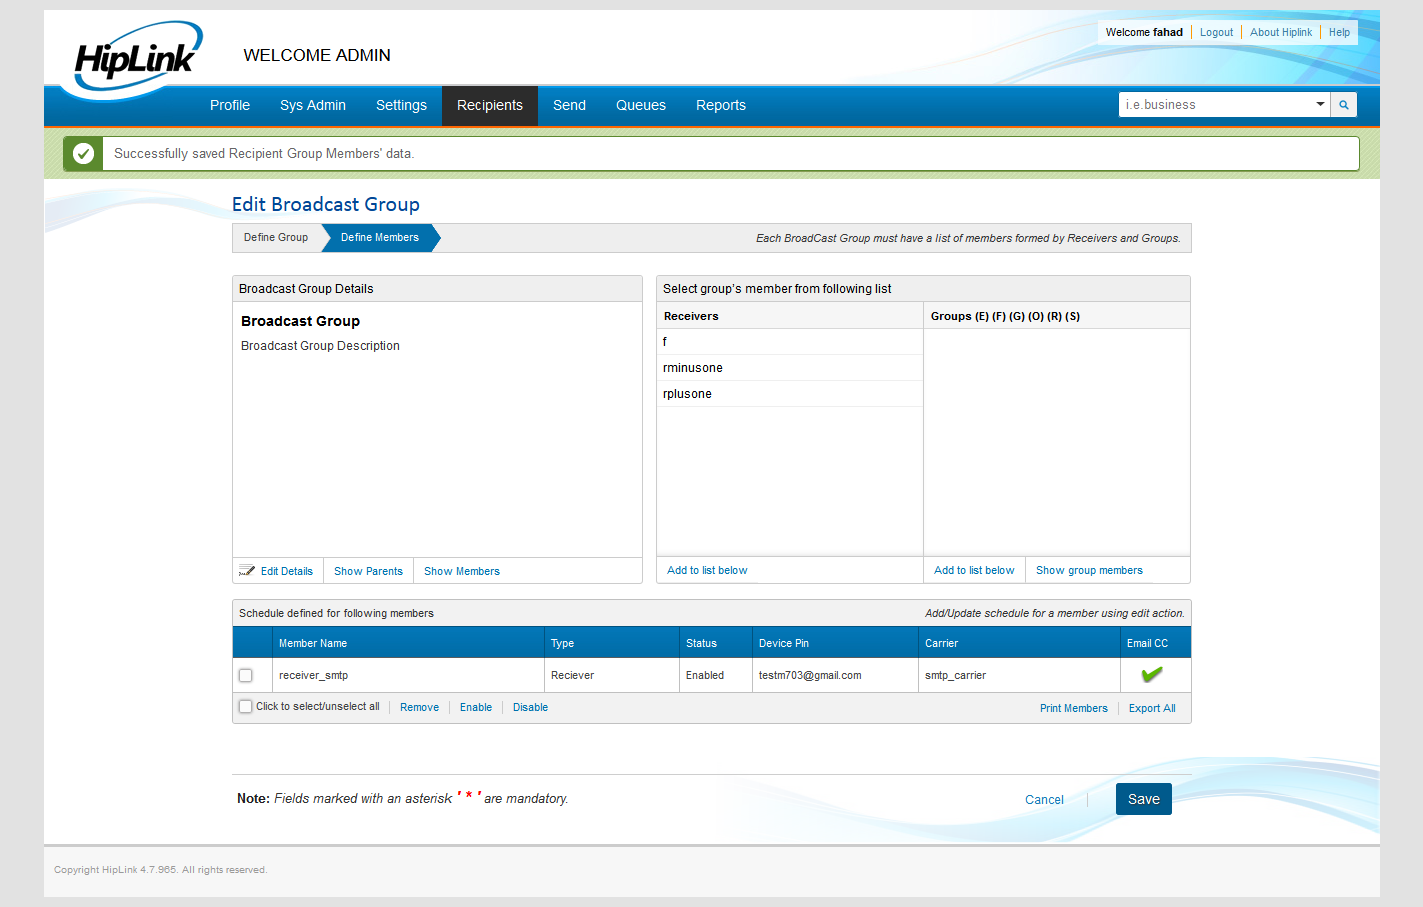 HipLink
WELCOME ADMIN
Welcome fahad Logout About Hiplink Help
Profile Sys Admin Settings Recipients Send Queues Reports i.e.business
Successfully saved Recipient Group Members' data.
Edit Broadcast Group
Define Group Define Members Each BroadCast Group must have a list of members formed by Receivers and Groups.
Broadcast Group Details
Broadcast Group
Broadcast Group Description
Edit Details Show Parents Show Members
Select group's member from following list
Receivers Groups (E) (F) (G) (O) (R) (S)
f
rminusone
rplusone
Add to list below Add to list below Show group members
Schedule defined for following members Add/Update schedule for a member using edit action.
Member Name Type Status Device Pin Carrier Email CC
receiver_smtp Reciever Enabled testm703@gmail.com smtp_carrier
Click to select/unselect all Remove Enable Disable Print Members Export All
Note: Fields marked with an asterisk ' * ' are mandatory. Cancel Save
Copyright HipLink 4.7.965. All rights reserved.